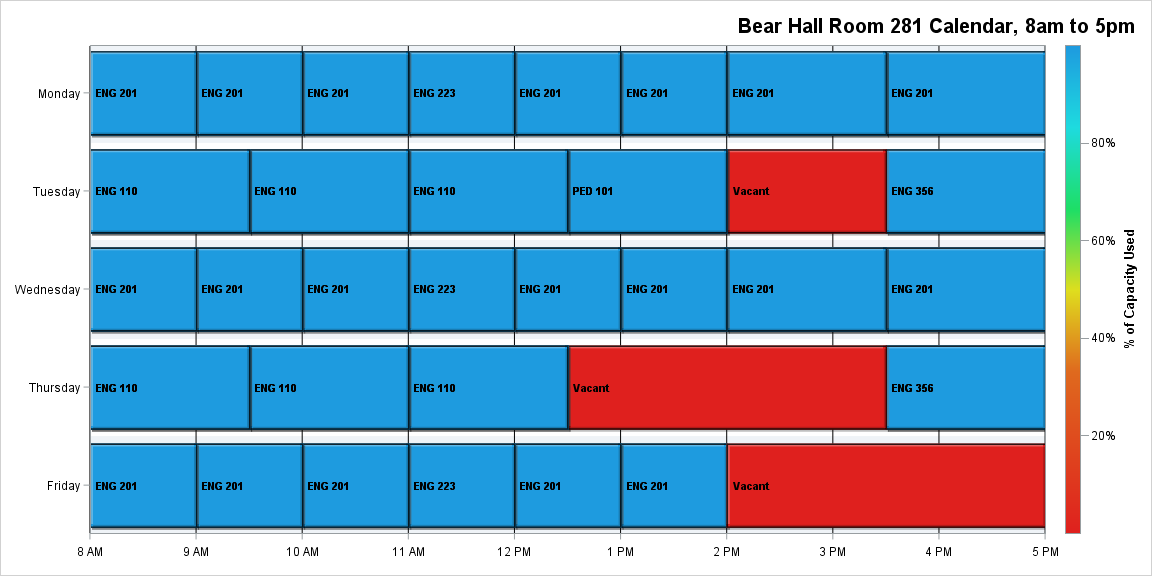 Bear Hall Room 281 Calendar, 8am to 5pm
Monday
ENG 201 ENG 201 ENG 201 ENG 223 ENG 201 ENG 201 ENG 201 ENG 201
Tuesday
ENG 110 ENG 110 ENG 110 PED 101 Vacant ENG 356
Wednesday
ENG 201 ENG 201 ENG 201 ENG 223 ENG 201 ENG 201 ENG 201 ENG 201
Thursday
ENG 110 ENG 110 ENG 110 Vacant ENG 356
Friday
ENG 201 ENG 201 ENG 201 ENG 223 ENG 201 ENG 201 Vacant
8 AM 9 AM 10 AM 11 AM 12 PM 1 PM 2 PM 3 PM 4 PM 5 PM
80%
60%
40%
20%
% of Capacity Used